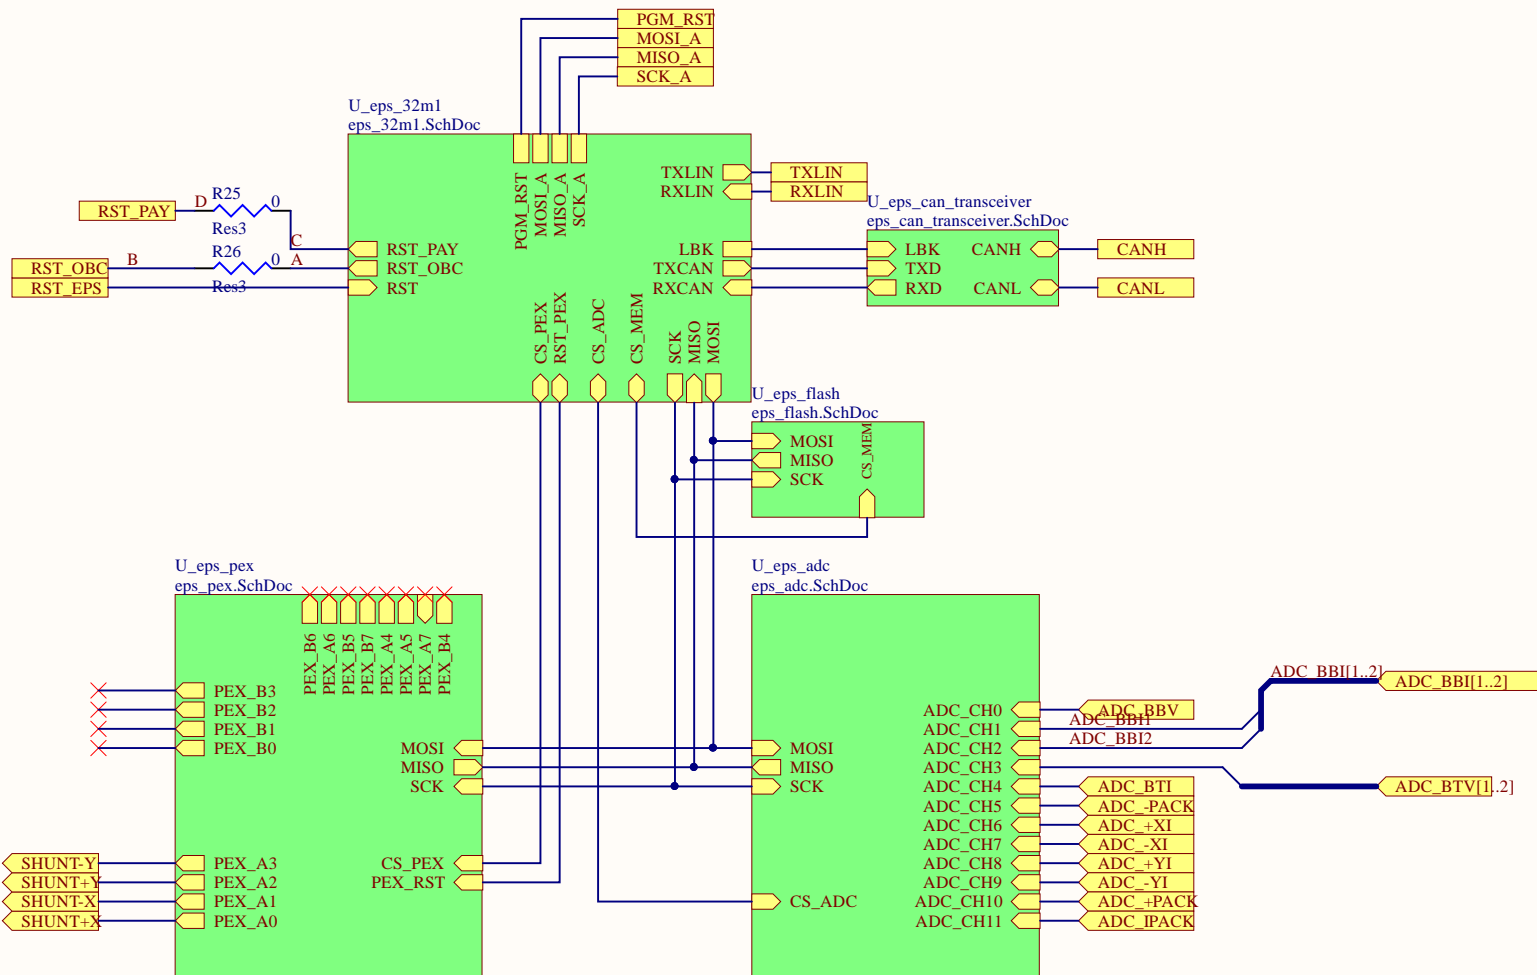 PGM_RST
MOSI_A
MISO_A
SCK_A
U_eps_32m1
eps_32m1.SchDoc
PGM_RST
MOSI_A
MISO_A
SCK_A
TXLIN
TXLIN
RXLIN
RXLIN
D
R25
0
RST_PAY
Res3
C
RST_PAY
R26
B
0
A
RST_OBC
RST_OBC
Res3
RST_EPS
RST
U_eps_can_transceiver
eps_can_transceiver.SchDoc
LBK
LBK
CANH
CANH
TXCAN
TXD
RXCAN
RXD
CANL
CANL
CS_PEX
RST_PEX
CS_ADC
CS_MEM
SCK
MISO
MOSI
U_eps_flash
eps_flash.SchDoc
MOSI
MISO
SCK
CS_MEM
U_eps_pex
eps_pex.SchDoc
PEX_B6
PEX_A6
PEX_B5
PEX_B7
PEX_A4
PEX_A5
PEX_A7
PEX_B4
PEX_B3
PEX_B2
PEX_B1
PEX_B0
MOSI
MISO
SCK
SHUNT-Y
PEX_A3
CS_PEX
SHUNT+Y
PEX_A2
PEX_RST
SHUNT-X
PEX_A1
SHUNT+X
PEX_A0
U_eps_adc
eps_adc.SchDoc
MOSI
MISO
SCK
CS_ADC
ADC_BBI[1..2]
ADC_BBI[1..2]
ADC_CH0
ADC_BBV
ADC_CH1
ADC_BBI1
ADC_CH2
ADC_BBI2
ADC_CH3
ADC_BTV[1..2]
ADC_CH4
ADC_BTI
ADC_CH5
ADC_-PACK
ADC_CH6
ADC_+XI
ADC_CH7
ADC_-XI
ADC_CH8
ADC_+YI
ADC_CH9
ADC_-YI
ADC_CH10
ADC_+PACK
ADC_CH11
ADC_IPACK